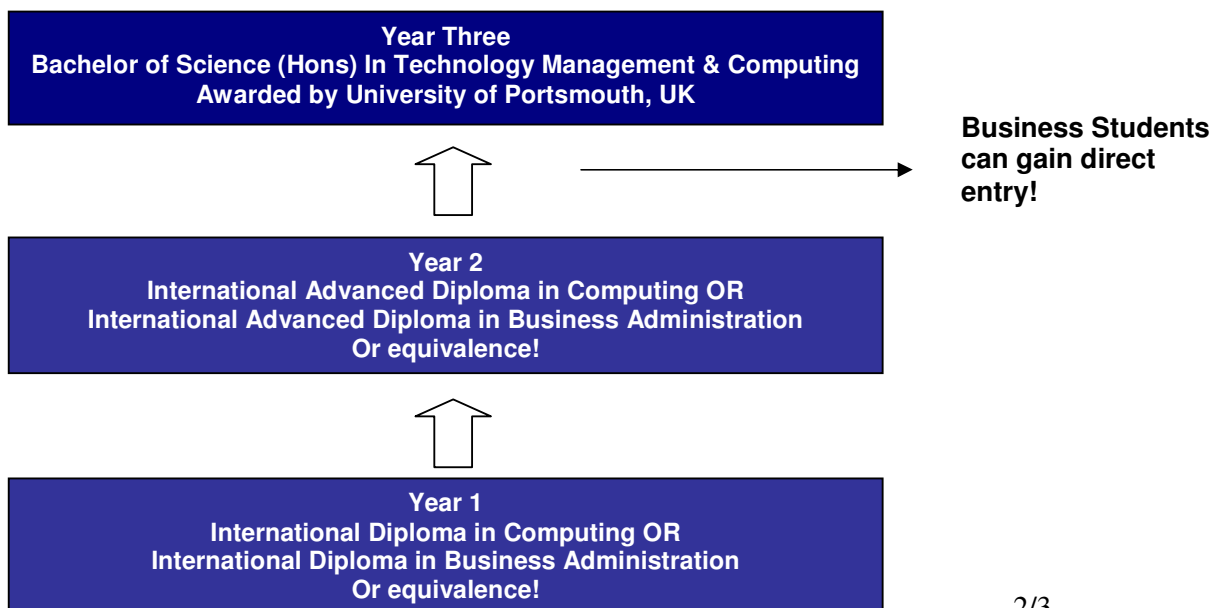 Year Three
Bachelor of Science (Hons) In Technology Management & Computing
Awarded by University of Portsmouth, UK
Business Students
can gain direct
entry!
Year 2
International Advanced Diploma in Computing OR
International Advanced Diploma in Business Administration
Or equivalence!
Year 1
International Diploma in Computing OR
International Diploma in Business Administration
Or equivalence!
2/3